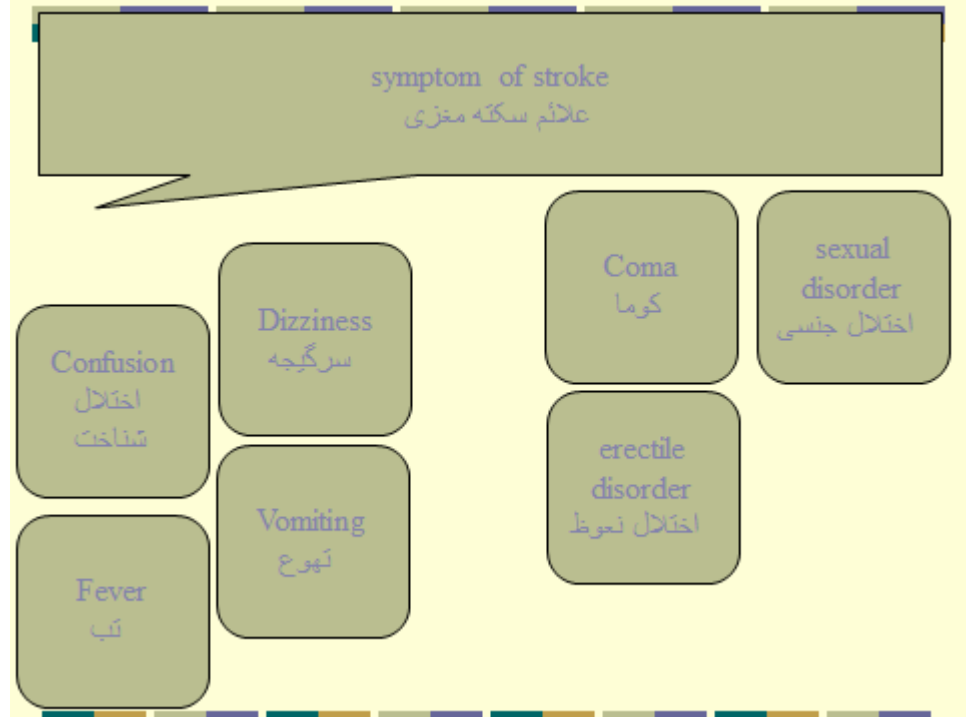 symptom of stroke
علائم سکته مغزی
Confusion
اختلال
شناخت
Dizziness
سرگیجه
Fever
تب
Vomiting
تهوع
Coma
کوما
sexual
disorder
اختلال جنسی
erectile
disorder
اختلال نعوظ